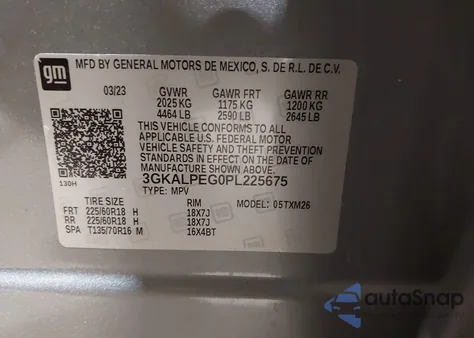 gm
MFD BY GENERAL MOTORS DE MEXICO, S. DE R.L. DE C.V.
03/23 GVWR GAWR FRT GAWR RR
2025 KG 1175 KG 1200 KG
4464 LB 2590 LB 2645 LB
THIS VEHICLE CONFORMS TO ALL
APPLICABLE U.S. FEDERAL MOTOR
VEHICLE SAFETY AND THEFT PREVENTION
STANDARDS IN EFFECT ON THE DATE OF
MANUFACTURE SHOWN ABOVE.
3GKALPEG0PL225675
130H TYPE: MPV
TIRE SIZE RIM MODEL: 05TXM26
FRT 225/60R18 H 18X7J
RR 225/60R18 H 18X7J
SPA T135/70R16 M 16X4BT
autoSnap